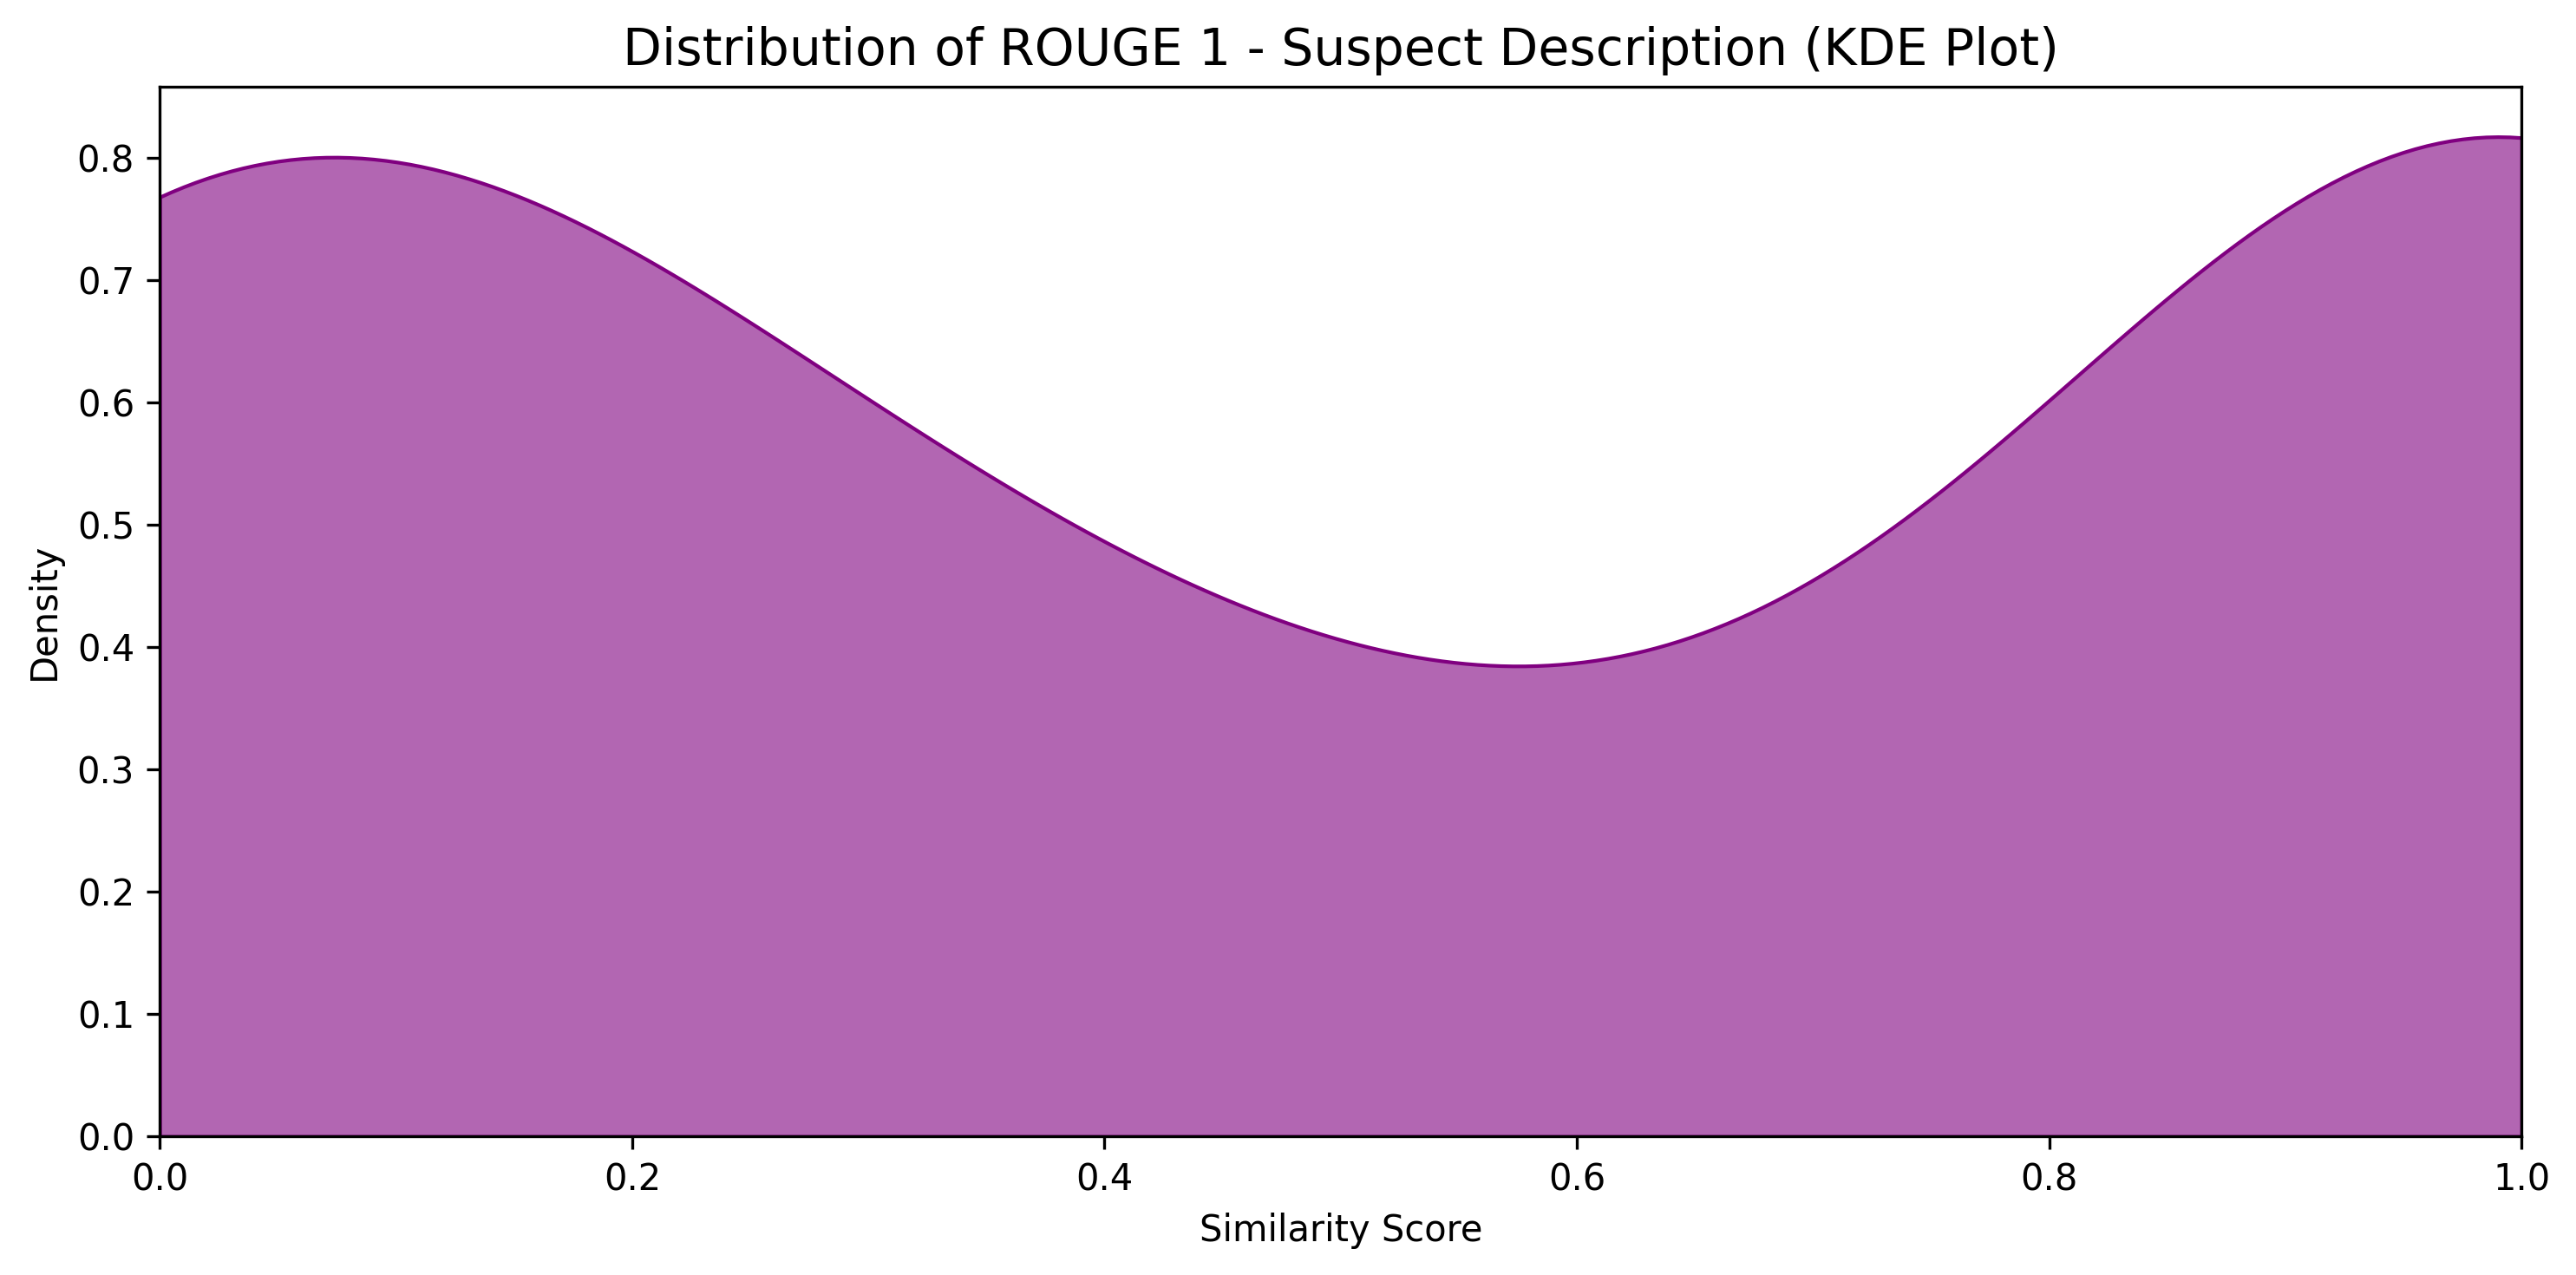 Distribution of ROUGE 1 - Suspect Description (KDE Plot)
Density
0.8
0.7
0.6
0.5
0.4
0.3
0.2
0.1
0.0
0.0 0.2 0.4 0.6 0.8 1.0
Similarity Score